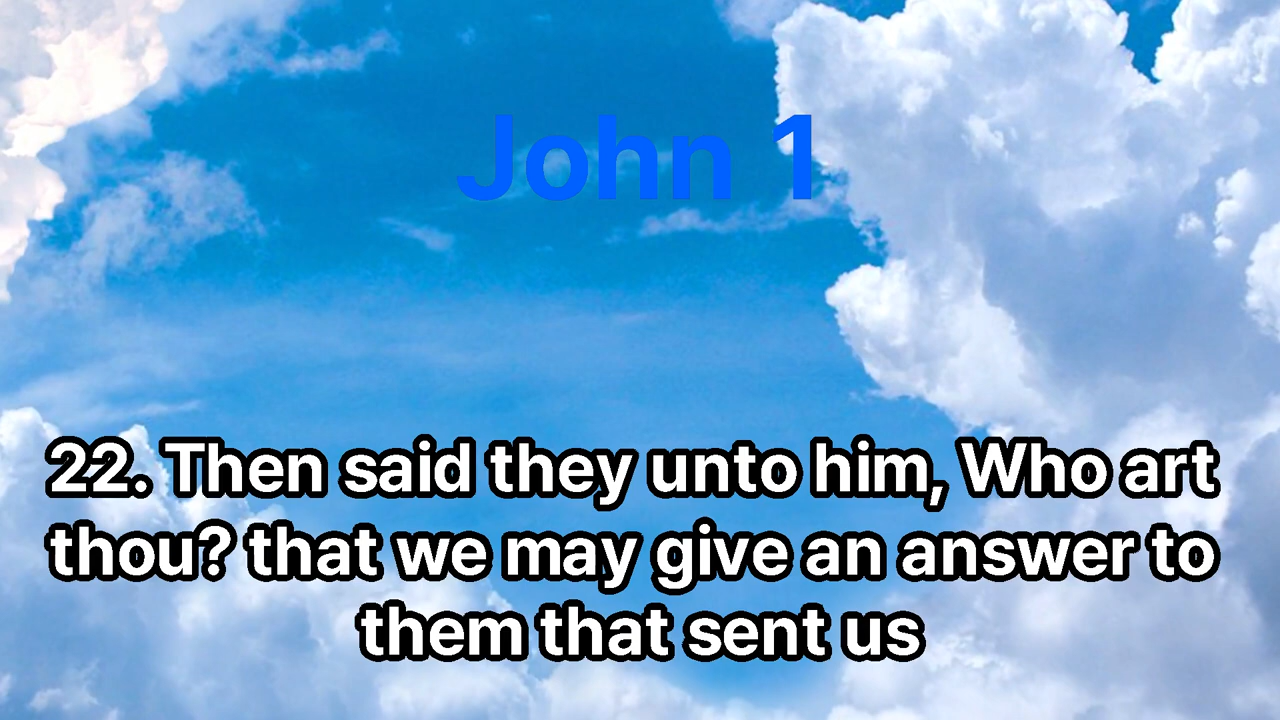 John 1
22. Then said they unto him, Who art
thou? that we may give an answer to
them that sent us